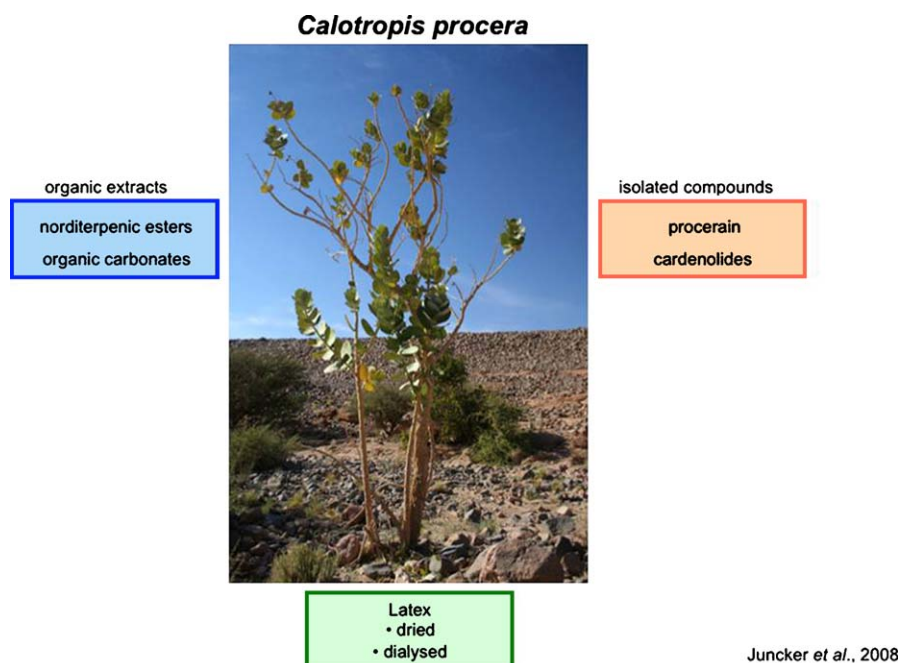 Calotropis procera
organic extracts
norditerpenic esters
organic carbonates
isolated compounds
procerain
cardenolides
Latex
• dried
• dialysed
Juncker et al., 2008